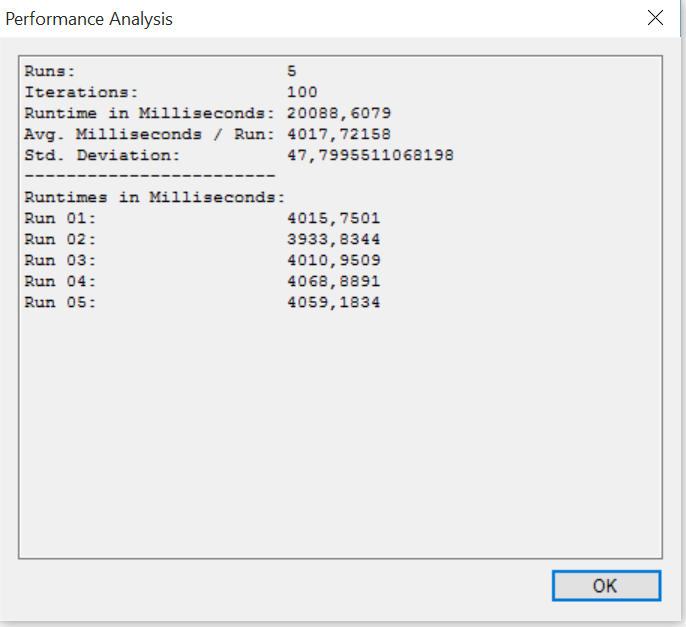 Performance Analysis
Runs: 5
Iterations: 100
Runtime in Milliseconds: 20088,6079
Avg. Milliseconds / Run: 4017,72158
Std. Deviation: 47,7995511068198
------------------------
Runtimes in Milliseconds:
Run 01: 4015,7501
Run 02: 3933,8344
Run 03: 4010,9509
Run 04: 4068,8891
Run 05: 4059,1834
OK